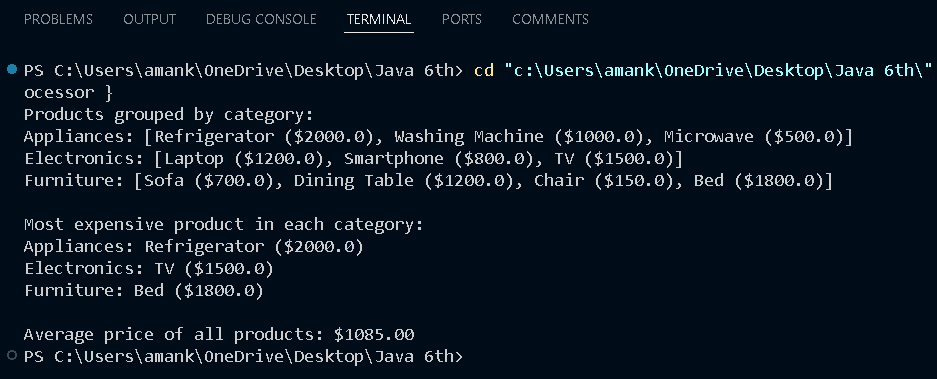 PROBLEMS OUTPUT DEBUG CONSOLE TERMINAL PORTS COMMENTS
PS C:\Users\amank\OneDrive\Desktop\Java 6th> cd "c:\Users\amank\OneDrive\Desktop\Java 6th\"
ocessor }
Products grouped by category:
Appliances: [Refrigerator ($2000.0), Washing Machine ($1000.0), Microwave ($500.0)]
Electronics: [Laptop ($1200.0), Smartphone ($800.0), TV ($1500.0)]
Furniture: [Sofa ($700.0), Dining Table ($1200.0), Chair ($150.0), Bed ($1800.0)]
Most expensive product in each category:
Appliances: Refrigerator ($2000.0)
Electronics: TV ($1500.0)
Furniture: Bed ($1800.0)
Average price of all products: $1085.00
PS C:\Users\amank\OneDrive\Desktop\Java 6th>